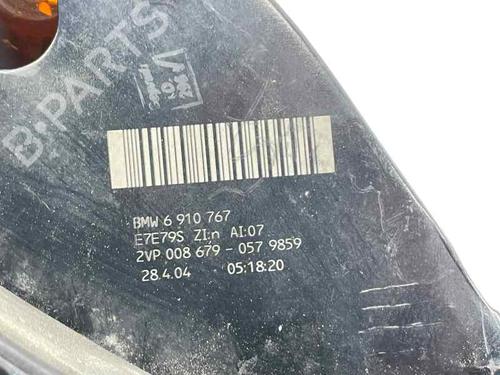 B-PARTS
BMW 6 910 767
E7E79S ZI:n AI:07
2VP 008 679 - 057 9859
28.4.04 05:18:20